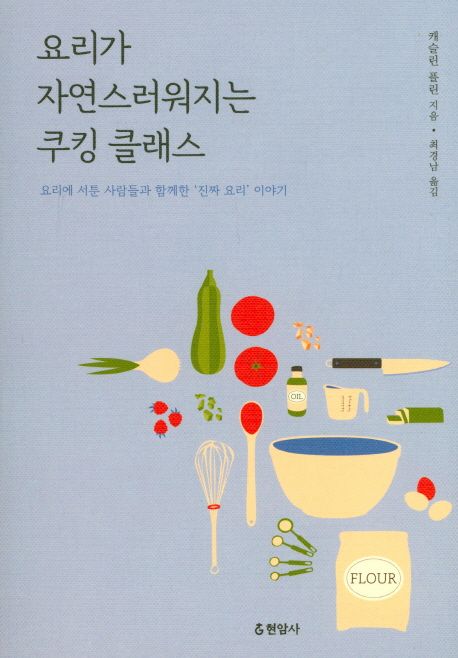 요리가
자연스러워지는
쿠킹 클래스
요리에 서툰 사람들과 함께한 '진짜 요리' 이야기
캐슬린 플린 지음 • 최경남 옮김
OIL
FLOUR
현암사